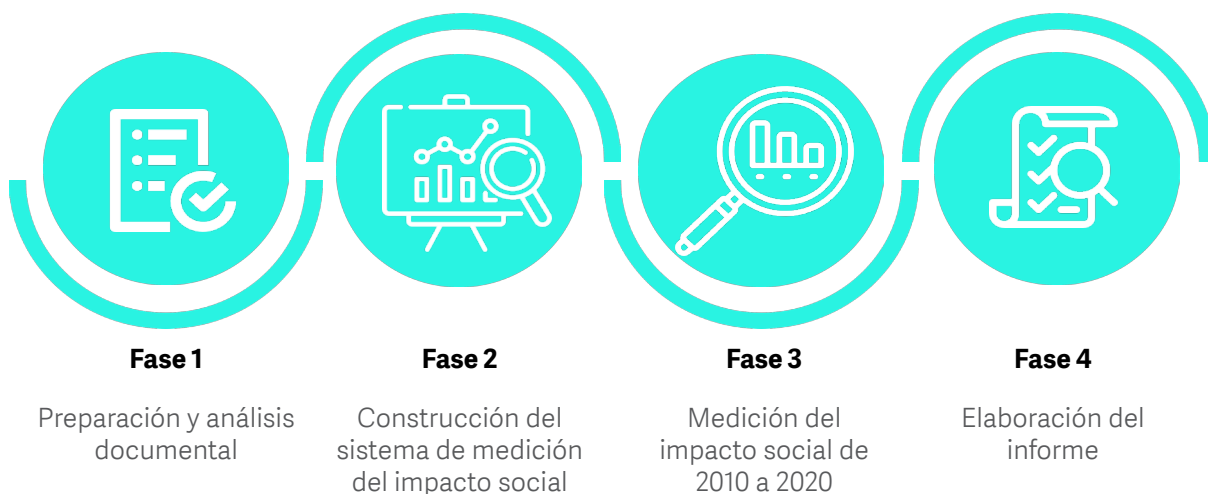 Fase 1
Preparación y análisis
documental
Fase 2
Construcción del
sistema de medición
del impacto social
Fase 3
Medición del
impacto social de
2010 a 2020
Fase 4
Elaboración del
informe